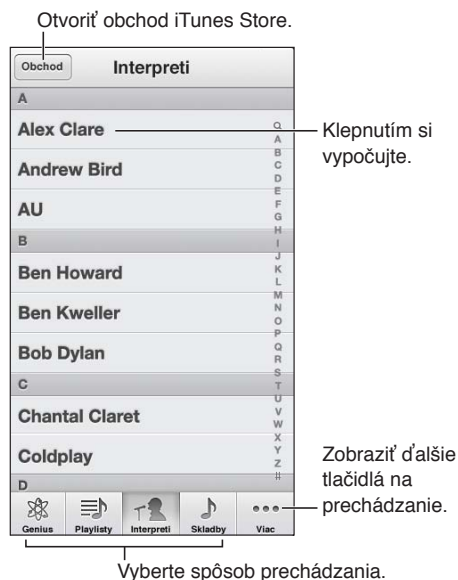 Otvoriť obchod iTunes Store.
Obchod
Interpreti
A
Alex Clare
Klepnutím si
vypočujte.
Andrew Bird
AU
B
Ben Howard
Ben Kweller
Bob Dylan
C
Chantal Claret
Coldplay
D
Q
A
B
C
D
E
F
G
H
I
J
K
L
M
N
O
P
Q
R
S
T
U
V
W
X
Y
Z
#
Zobraziť ďalšie
tlačidlá na
prechádzanie.
Genius
Playlisty
Interpreti
Skladby
Viac
Vyberte spôsob prechádzania.